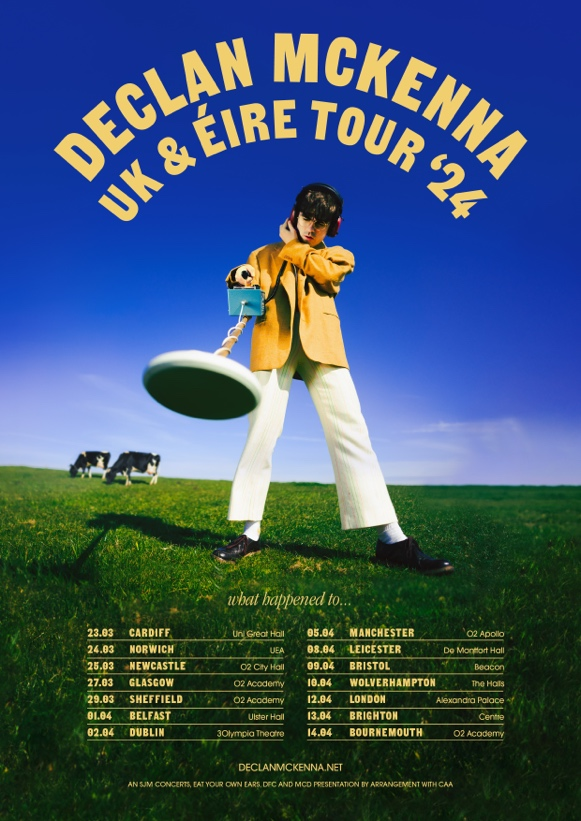 DECLAN MCKENNA
UK & ÉIRE TOUR ‘24
what happened to...
23.03 CARDIFF Uni Great Hall
24.03 NORWICH UEA
25.03 NEWCASTLE O2 City Hall
27.03 GLASGOW O2 Academy
29.03 SHEFFIELD O2 Academy
01.04 BELFAST Ulster Hall
02.04 DUBLIN 3Olympia Theatre
05.04 MANCHESTER O2 Apollo
08.04 LEICESTER De Montfort Hall
09.04 BRISTOL Beacon
10.04 WOLVERHAMPTON The Halls
12.04 LONDON Alexandra Palace
13.04 BRIGHTON Centre
14.04 BOURNEMOUTH O2 Academy
DECLANMCKENNA.NET
AN SJM CONCERTS, EAT YOUR OWN EARS, DFC AND MCD PRESENTATION BY ARRANGEMENT WITH CAA